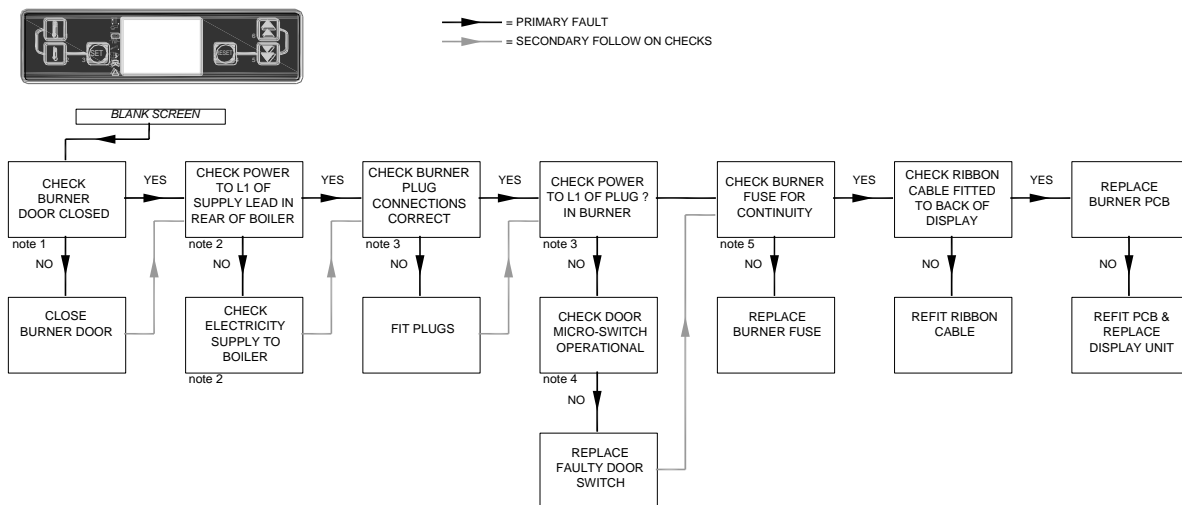 SET
RESET
6
5
3
= PRIMARY FAULT
= SECONDARY FOLLOW ON CHECKS
BLANK SCREEN
CHECK
BURNER
DOOR CLOSED
note 1
YES
NO
CLOSE
BURNER DOOR
CHECK POWER
TO L1 OF
SUPPLY LEAD IN
REAR OF BOILER
note 2
YES
NO
CHECK
ELECTRICITY
SUPPLY TO
BOILER
note 2
CHECK BURNER
PLUG
CONNECTIONS
CORRECT
note 3
YES
NO
FIT PLUGS
CHECK POWER
TO L1 OF PLUG ?
IN BURNER
note 3
NO
CHECK DOOR
MICRO-SWITCH
OPERATIONAL
note 4
NO
REPLACE
FAULTY DOOR
SWITCH
CHECK BURNER
FUSE FOR
CONTINUITY
note 5
YES
NO
REPLACE
BURNER FUSE
CHECK RIBBON
CABLE FITTED
TO BACK OF
DISPLAY
YES
NO
REFIT RIBBON
CABLE
REPLACE
BURNER PCB
NO
REFIT PCB &
REPLACE
DISPLAY UNIT